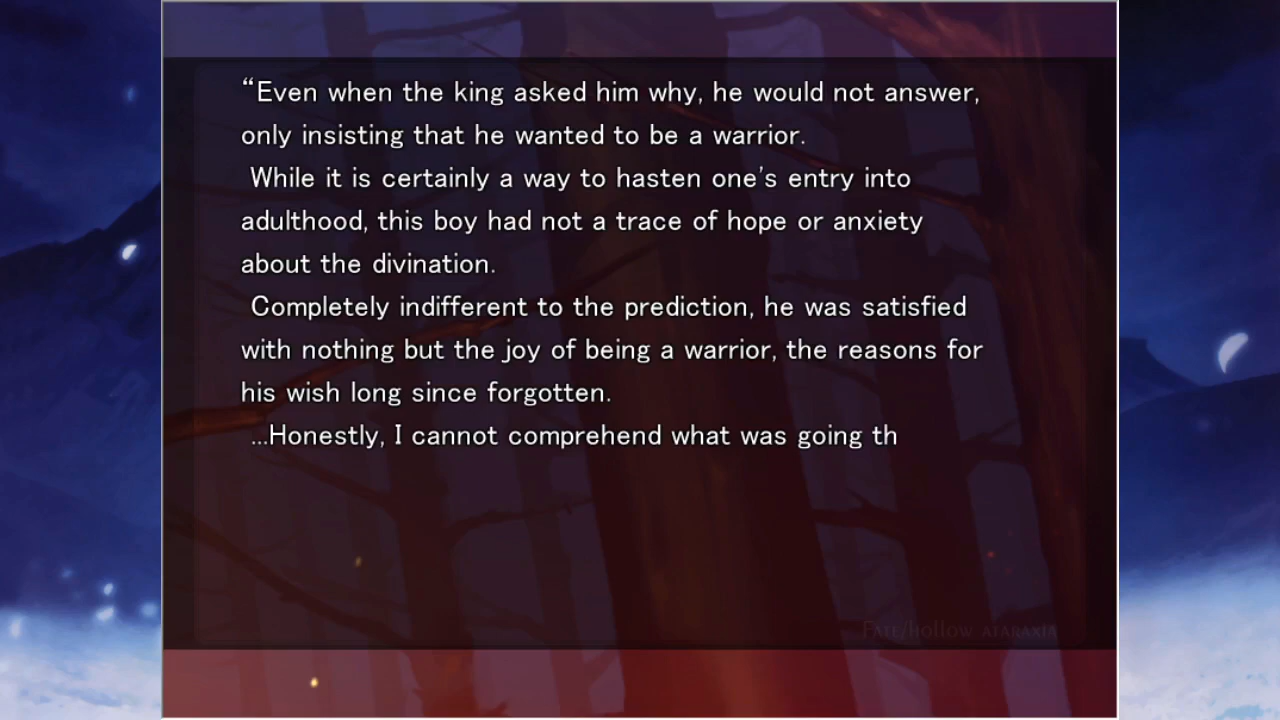 “Even when the king asked him why, he would not answer,
only insisting that he wanted to be a warrior.
While it is certainly a way to hasten one's entry into
adulthood, this boy had not a trace of hope or anxiety
about the divination.
Completely indifferent to the prediction, he was satisfied
with nothing but the joy of being a warrior, the reasons for
his wish long since forgotten.
...Honestly, I cannot comprehend what was going th
Fate/hollow ataraxia